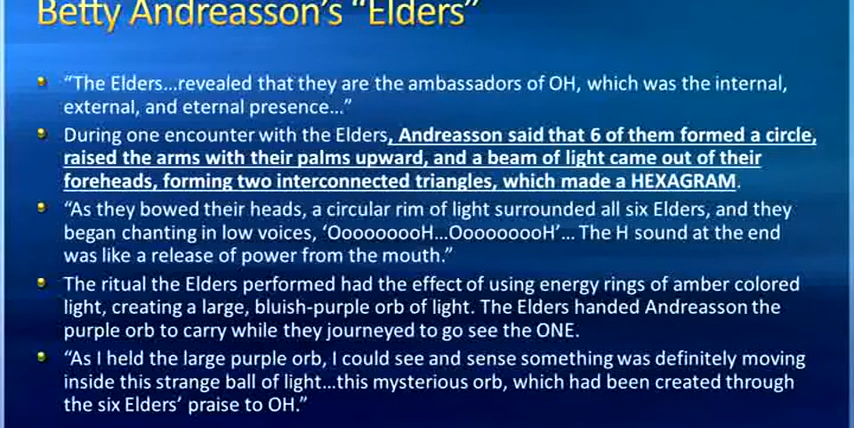 Betty Andreasson's "Elders"
"The Elders...revealed that they are the ambassadors of OH, which was the internal,
external, and eternal presence..."
During one encounter with the Elders, Andreasson said that 6 of them formed a circle,
raised the arms with their palms upward, and a beam of light came out of their
foreheads, forming two interconnected triangles, which made a HEXAGRAM.
"As they bowed their heads, a circular rim of light surrounded all six Elders, and they
began chanting in low voices, 'OoooooooH...OoooooooH'... The H sound at the end
was like a release of power from the mouth."
The ritual the Elders performed had the effect of using energy rings of amber colored
light, creating a large, bluish-purple orb of light. The Elders handed Andreasson the
purple orb to carry while they journeyed to go see the ONE.
"As I held the large purple orb, I could see and sense something was definitely moving
inside this strange ball of light...this mysterious orb, which had been created through
the six Elders' praise to OH."